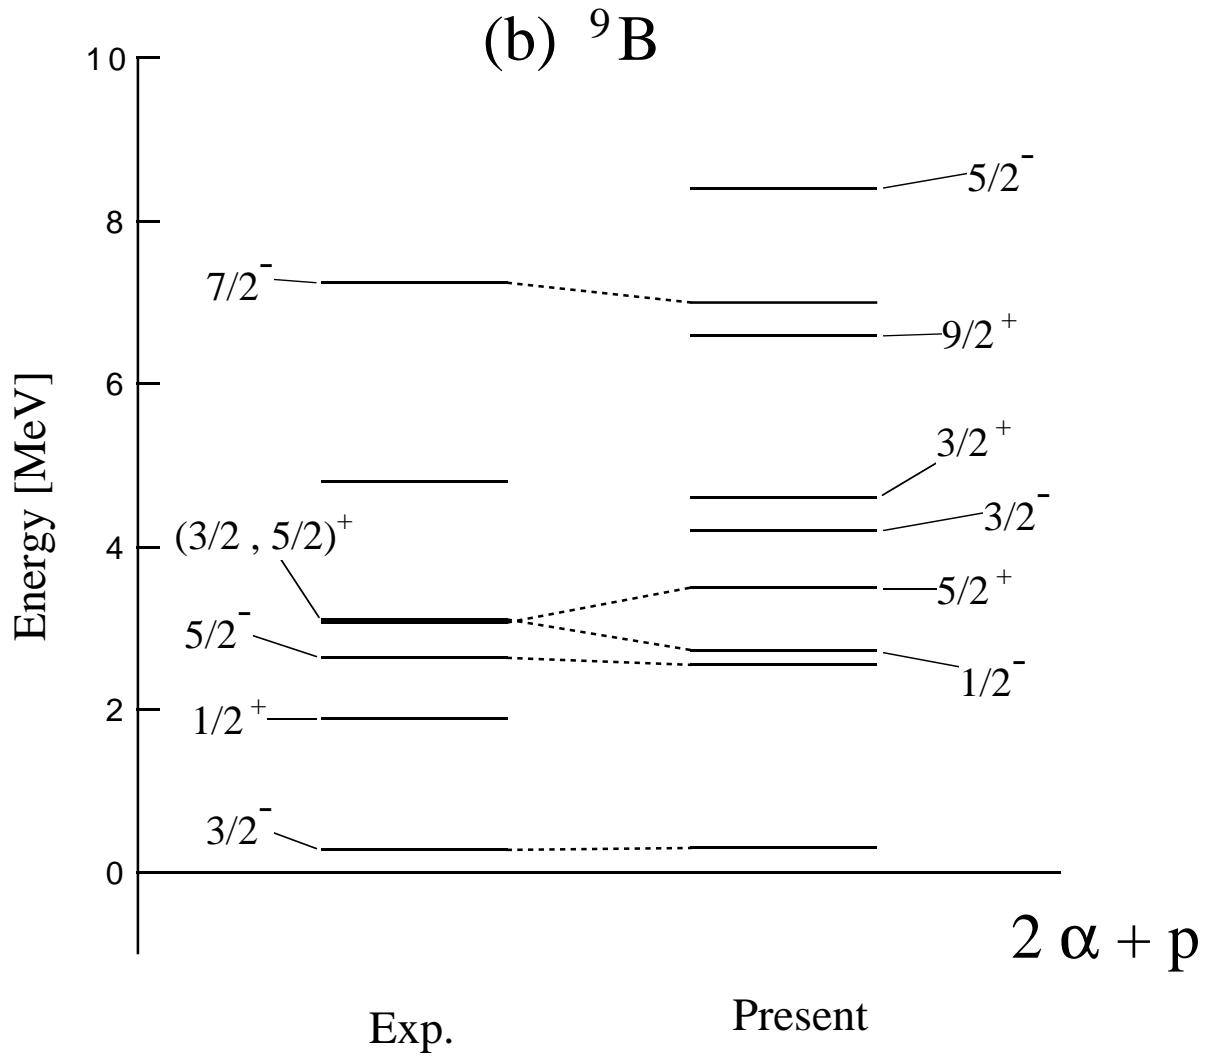 (b) ⁹B
10
8
6
4
2
0
Energy [MeV]
7/2⁻
(3/2 , 5/2)⁺
5/2⁻
1/2⁺
3/2⁻
5/2⁻
9/2⁺
3/2⁺
3/2⁻
5/2⁺
1/2⁻
2 α + p
Exp.
Present